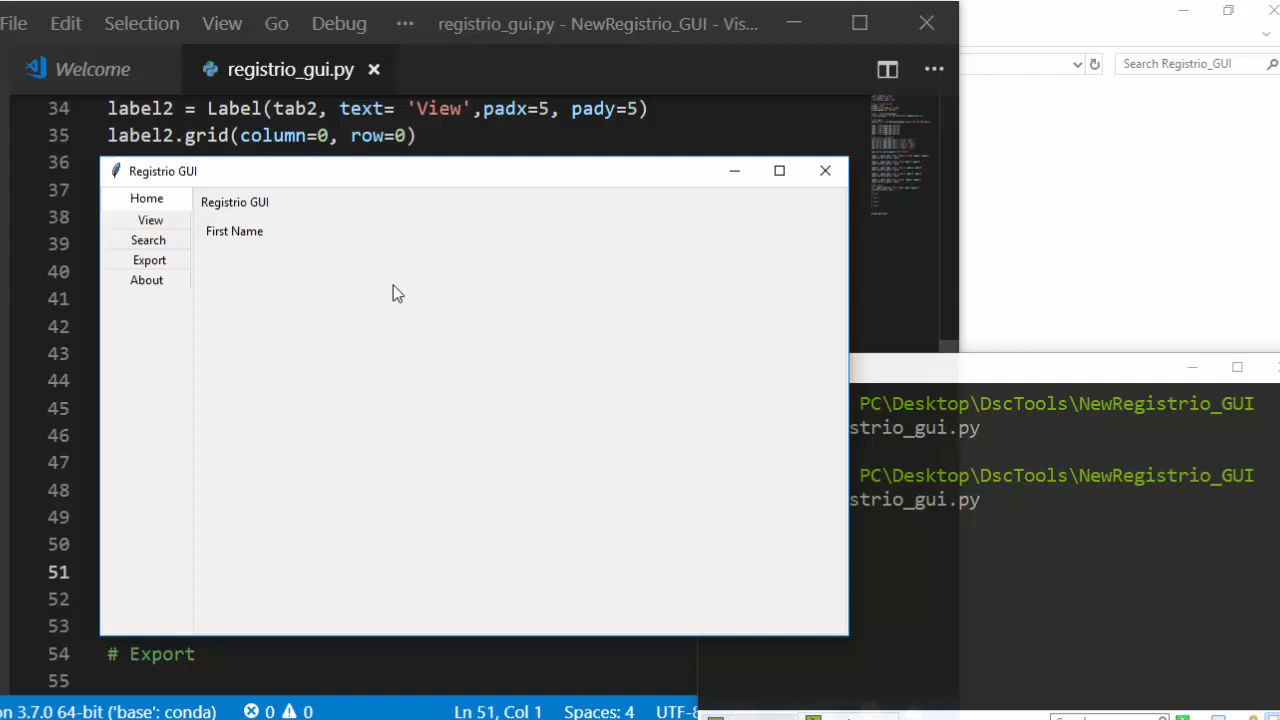 File Edit Selection View Go Debug ··· registrio_gui.py - NewRegistrio_GUI - Vis...
Welcome registrio_gui.py
Search Registrio_GUI
34 label2 = Label(tab2, text= 'View',padx=5, pady=5)
35 label2.g (column=0, row=0)
36
37
38
39
40
41
42
43
44
45
46
47
48
49
50
51
52
53
54 # Export
55
Registrio
Home
View
Search
Export
About
istrio GUI
First Name
PC\Desktop\DscTools\NewRegistrio_GUI
strio_gui.py
PC\Desktop\DscTools\NewRegistrio_GUI
strio_gui.py
on 3.7.0 64-bit ('base': conda) 0 0 Ln 51, Col 1 Spaces: 4 UTF-8